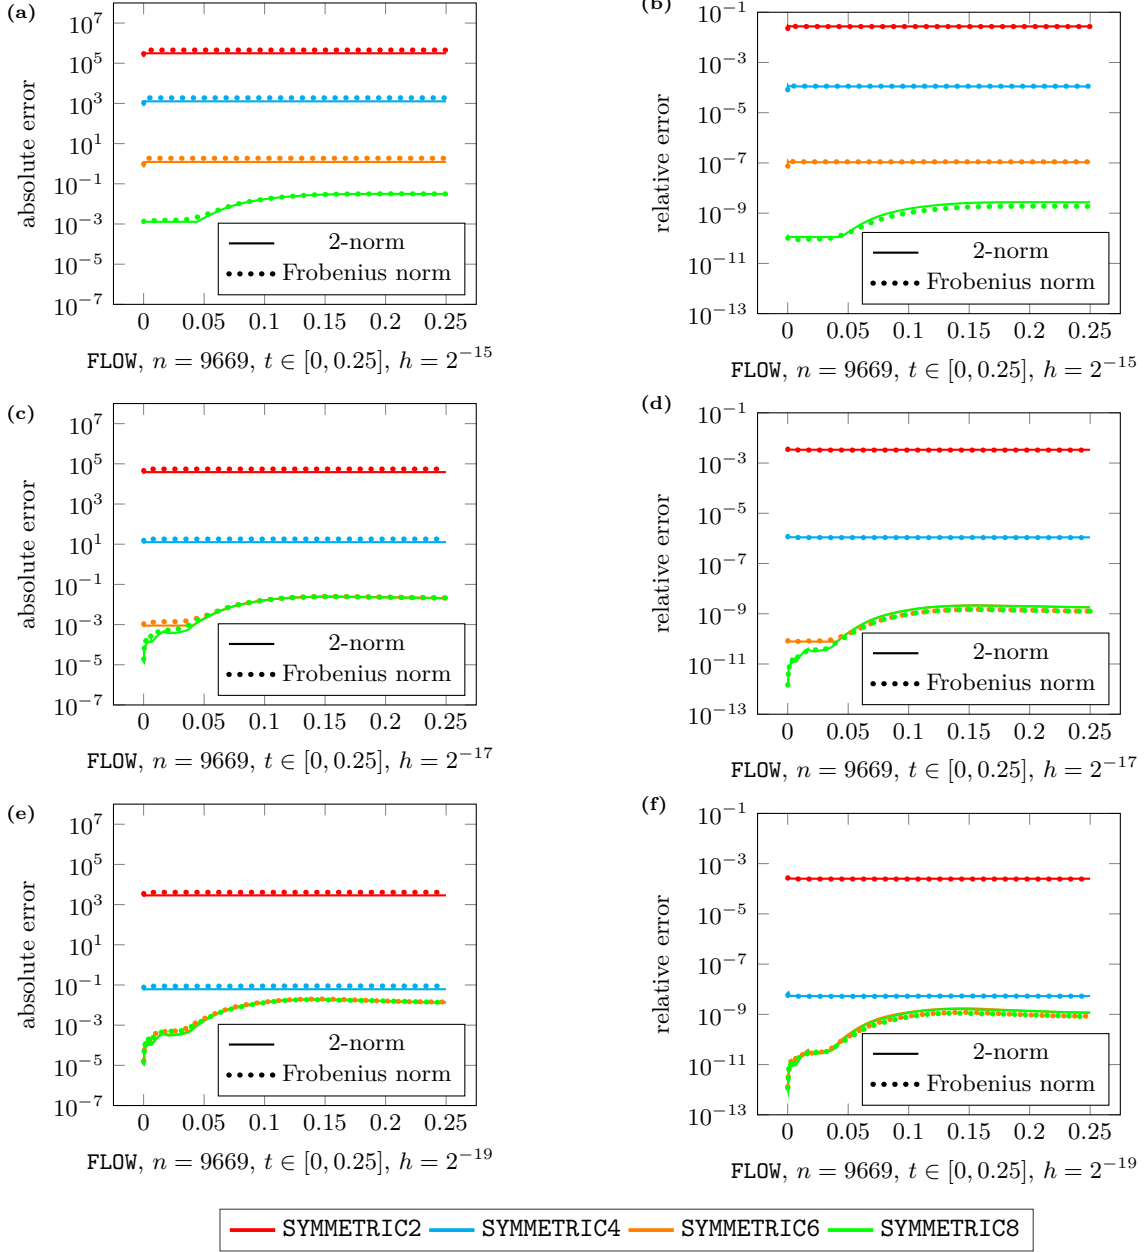 (a)
10^7
10^5
10^3
10^1
10^−1
10^−3
10^−5
10^−7
absolute error
2-norm
Frobenius norm
0 0.05 0.1 0.15 0.2 0.25
FLOW, n = 9669, t ∈ [0, 0.25], h = 2^−15
(b)
10^−1
10^−3
10^−5
10^−7
10^−9
10^−11
10^−13
relative error
2-norm
Frobenius norm
0 0.05 0.1 0.15 0.2 0.25
FLOW, n = 9669, t ∈ [0, 0.25], h = 2^−15
(c)
10^7
10^5
10^3
10^1
10^−1
10^−3
10^−5
10^−7
absolute error
2-norm
Frobenius norm
0 0.05 0.1 0.15 0.2 0.25
FLOW, n = 9669, t ∈ [0, 0.25], h = 2^−17
(d)
10^−1
10^−3
10^−5
10^−7
10^−9
10^−11
10^−13
relative error
2-norm
Frobenius norm
0 0.05 0.1 0.15 0.2 0.25
FLOW, n = 9669, t ∈ [0, 0.25], h = 2^−17
(e)
10^7
10^5
10^3
10^1
10^−1
10^−3
10^−5
10^−7
absolute error
2-norm
Frobenius norm
0 0.05 0.1 0.15 0.2 0.25
FLOW, n = 9669, t ∈ [0, 0.25], h = 2^−19
(f)
10^−1
10^−3
10^−5
10^−7
10^−9
10^−11
10^−13
relative error
2-norm
Frobenius norm
0 0.05 0.1 0.15 0.2 0.25
FLOW, n = 9669, t ∈ [0, 0.25], h = 2^−19
SYMMETRIC2 SYMMETRIC4 SYMMETRIC6 SYMMETRIC8